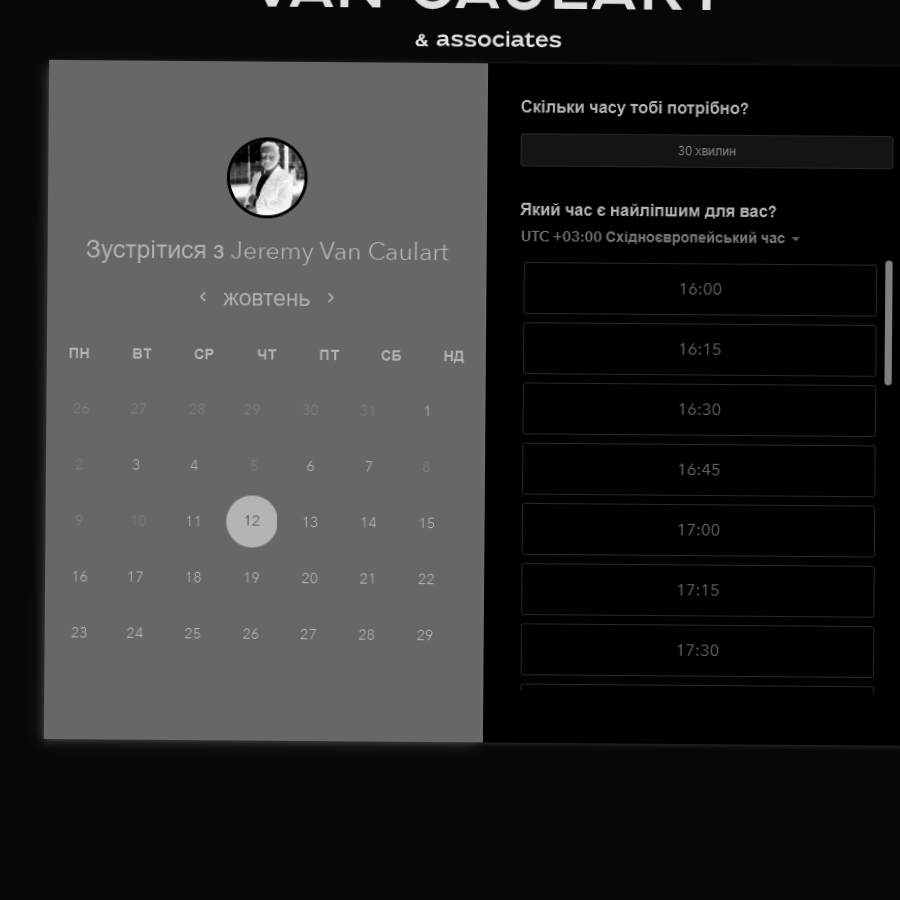 VAN CAULART
& associates
Зустрітися з Jeremy Van Caulart
жовтень
ПН ВТ СР ЧТ ПТ СБ НД
26 27 28 29 30 31 1
2 3 4 5 6 7 8
9 10 11 12 13 14 15
16 17 18 19 20 21 22
23 24 25 26 27 28 29
Скільки часу тобі потрібно?
30 хвилин
Який час є найліпшим для вас?
UTC +03:00 Східноєвропейський час
16:00
16:15
16:30
16:45
17:00
17:15
17:30